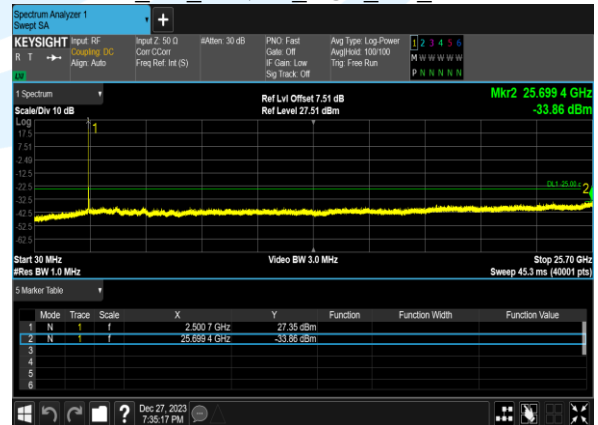 Spectrum Analyzer 1
Swept SA
+
KEYSIGHT Input: RF Input Z: 50 Ω #Atten: 30 dB PNO: Fast Avg Type: Log-Power 1 2 3 4 5 6
R T Coupling: DC Corr CCorr Gate: Off Avg|Hold: 100/100 M W W W W W
Align: Auto Freq Ref: Int (S) IF Gain: Low Trig: Free Run
Sig Track: Off P N N N N N
1 Spectrum
Ref Lvl Offset 7.51 dB Mkr2 25.699 4 GHz
Scale/Div 10 dB Ref Level 27.51 dBm -33.86 dBm
Log
1
17.5
7.51
-2.49
-12.5
DL1 -25.00
2
-32.5
-42.5
-52.5
-62.5
Start 30 MHz Video BW 3.0 MHz Stop 25.70 GHz
#Res BW 1.0 MHz Sweep 45.3 ms (40001 pts)
5 Marker Table
Mode Trace Scale X Y Function Function Width Function Value
1 N 1 f 2.500 7 GHz 27.35 dBm
2 N 1 f 25.699 4 GHz -33.86 dBm
3
4
5
6
? Dec 27, 2023
7:35:17 PM